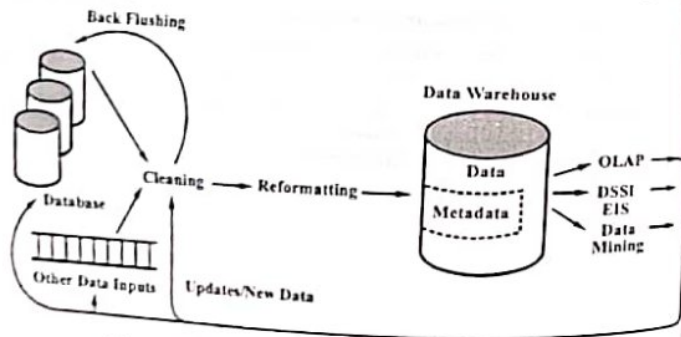 Back Flushing
Data Warehouse
Data
OLAP
Cleaning
Reformatting
DSSI
EIS
Database
Metadata
Data
Mining
Other Data Inputs
Updates/New Data